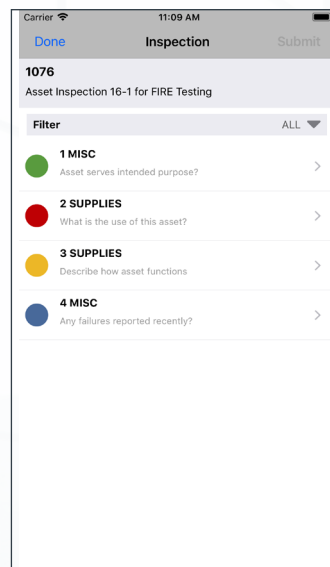 Carrier 11:09 AM
Done Inspection Submit
1076
Asset Inspection 16-1 for FIRE Testing
Filter ALL
1 MISC
Asset serves intended purpose?
2 SUPPLIES
What is the use of this asset?
3 SUPPLIES
Describe how asset functions
4 MISC
Any failures reported recently?